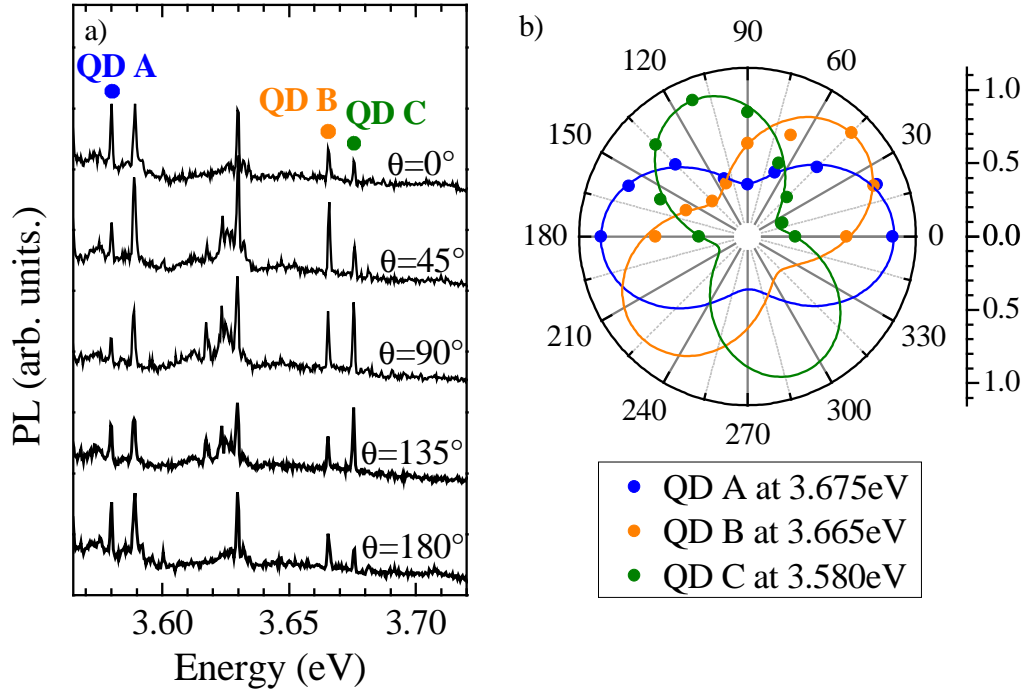 a)
QD A
QD B
QD C
θ=0°
θ=45°
θ=90°
θ=135°
θ=180°
PL (arb. units.)
3.60
3.65
3.70
Energy (eV)
b)
90
120
60
150
30
180
0
210
330
240
300
270
1.0
0.5
0.0
0.5
1.0
QD A at 3.675eV
QD B at 3.665eV
QD C at 3.580eV